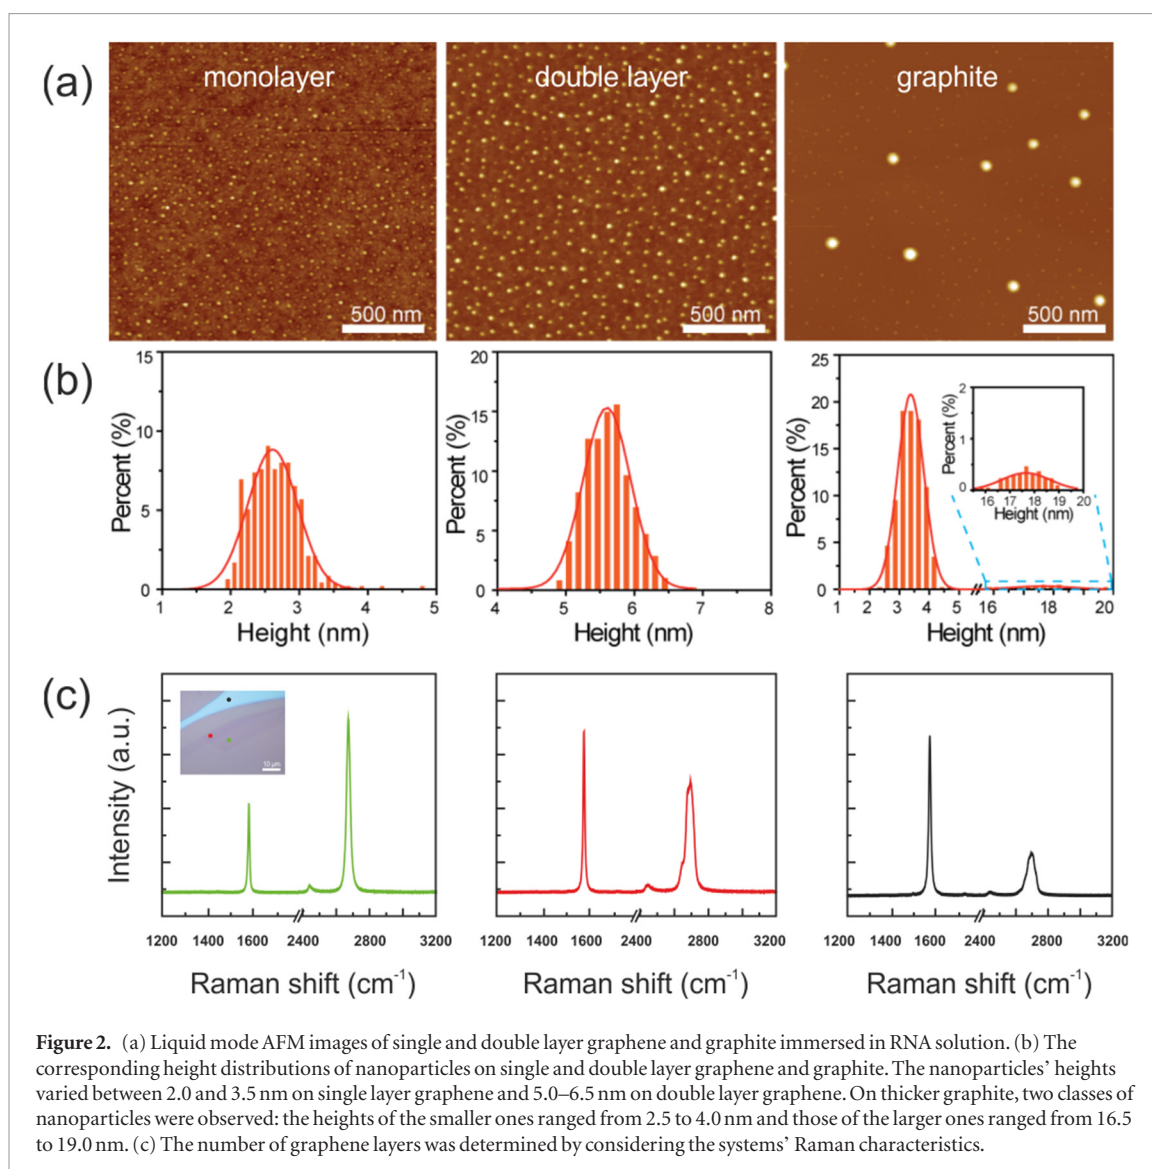 (a)
monolayer
double layer
graphite
500 nm
500 nm
500 nm
(b)
15
10
5
0
Percent (%)
1 2 3 4 5
Height (nm)
20
15
10
5
0
Percent (%)
4 5 6 7 8
Height (nm)
25
20
15
10
5
0
Percent (%)
1 2 3 4 5 16 18 20
Height (nm)
2
1
0
Percent (%)
16 17 18 19 20
Height (nm)
(c)
Intensity (a.u.)
10 µm
1200 1400 1600 2400 2800 3200
1200 1400 1600 2400 2800 3200
1200 1400 1600 2400 2800 3200
Raman shift (cm⁻¹)
Raman shift (cm⁻¹)
Raman shift (cm⁻¹)
Figure 2. (a) Liquid mode AFM images of single and double layer graphene and graphite immersed in RNA solution. (b) The
corresponding height distributions of nanoparticles on single and double layer graphene and graphite. The nanoparticles’ heights
varied between 2.0 and 3.5 nm on single layer graphene and 5.0–6.5 nm on double layer graphene. On thicker graphite, two classes of
nanoparticles were observed: the heights of the smaller ones ranged from 2.5 to 4.0 nm and those of the larger ones ranged from 16.5
to 19.0 nm. (c) The number of graphene layers was determined by considering the systems’ Raman characteristics.